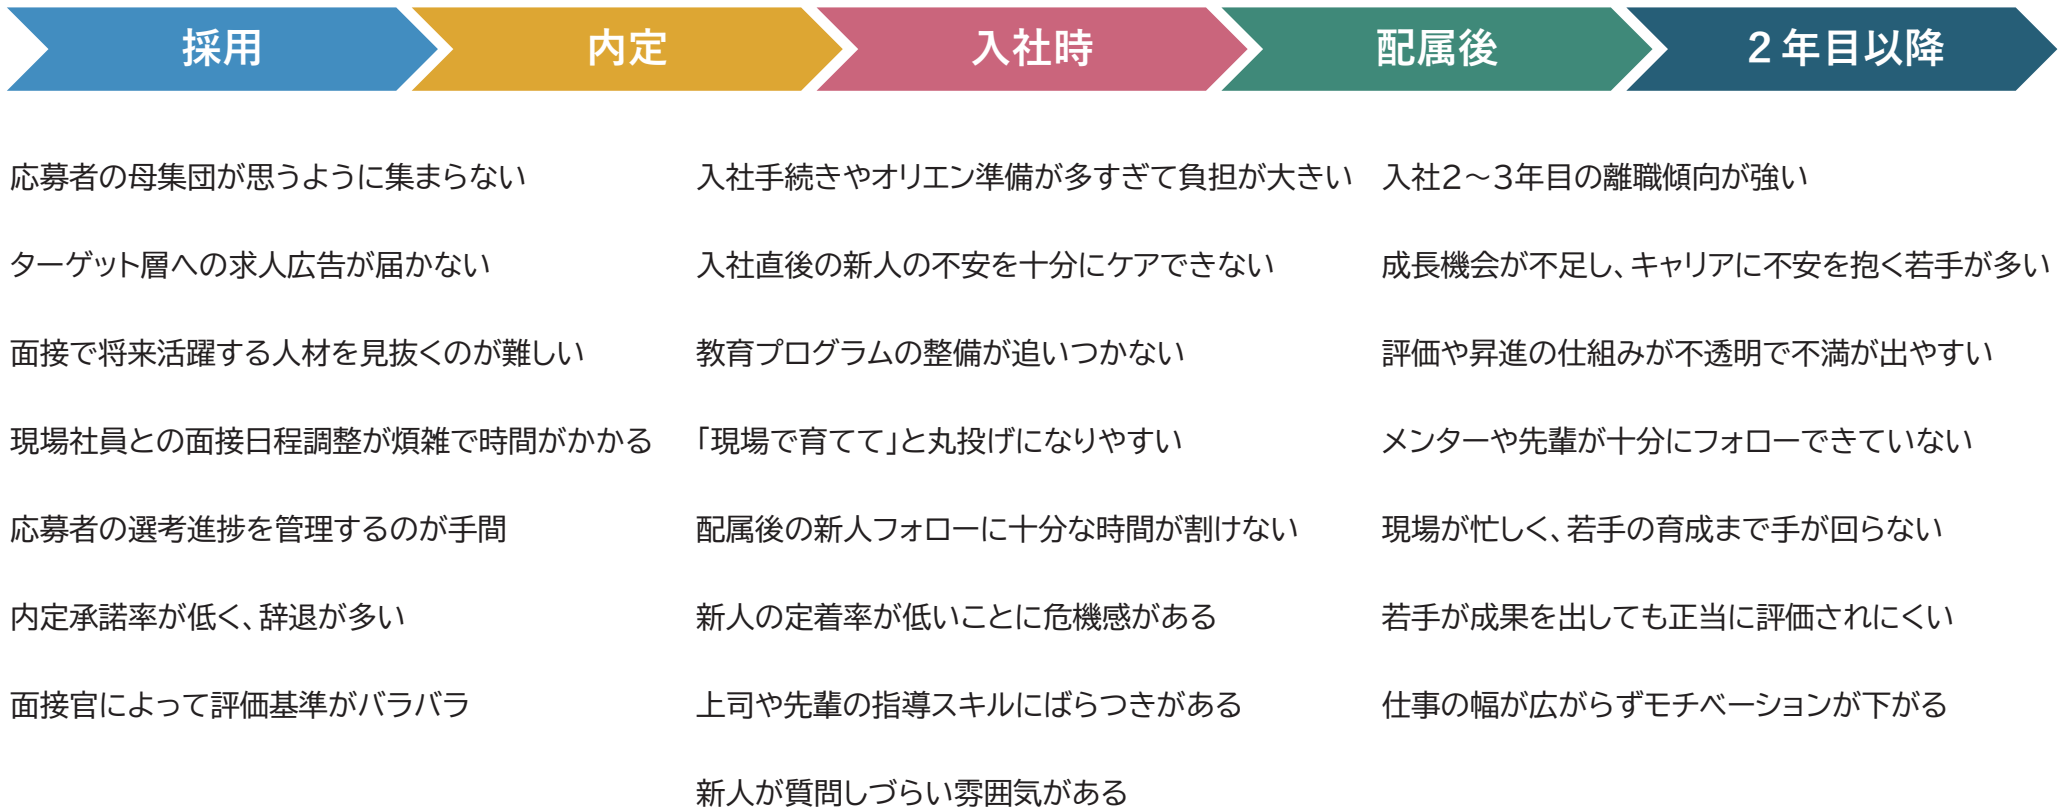 採用
内定
入社時
配属後
2年目以降
応募者の母集団が思うように集まらない
ターゲット層への求人広告が届かない
面接で将来活躍する人材を見抜くのが難しい
現場社員との面接日程調整が煩雑で時間がかかる
応募者の選考進捗を管理するのが手間
内定承諾率が低く、辞退が多い
面接官によって評価基準がバラバラ
入社手続きやオリエン準備が多すぎて負担が大きい
入社直後の新人の不安を十分にケアできない
教育プログラムの整備が追いつかない
「現場で育てて」と丸投げになりやすい
配属後の新人フォローに十分な時間が割けない
新人の定着率が低いことに危機感がある
上司や先輩の指導スキルにばらつきがある
新人が質問しづらい雰囲気がある
入社2～3年目の離職傾向が強い
成長機会が不足し、キャリアに不安を抱く若手が多い
評価や昇進の仕組みが不透明で不満が出やすい
メンターや先輩が十分にフォローできていない
現場が忙しく、若手の育成まで手が回らない
若手が成果を出しても正当に評価されにくい
仕事の幅が広がらずモチベーションが下がる